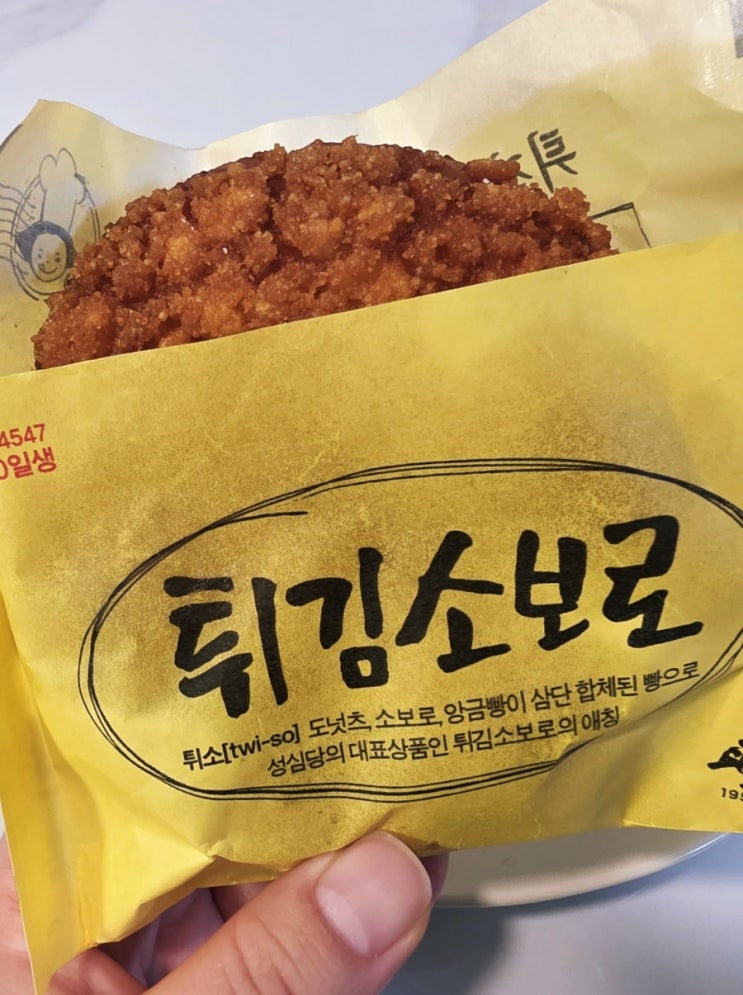 4547
일생
튀김소보로
튀소[twi-so] 도넛츠, 소보로, 앙금빵이 삼단 합체된 빵으로
성심당의 대표상품인 튀김소보로의 애칭